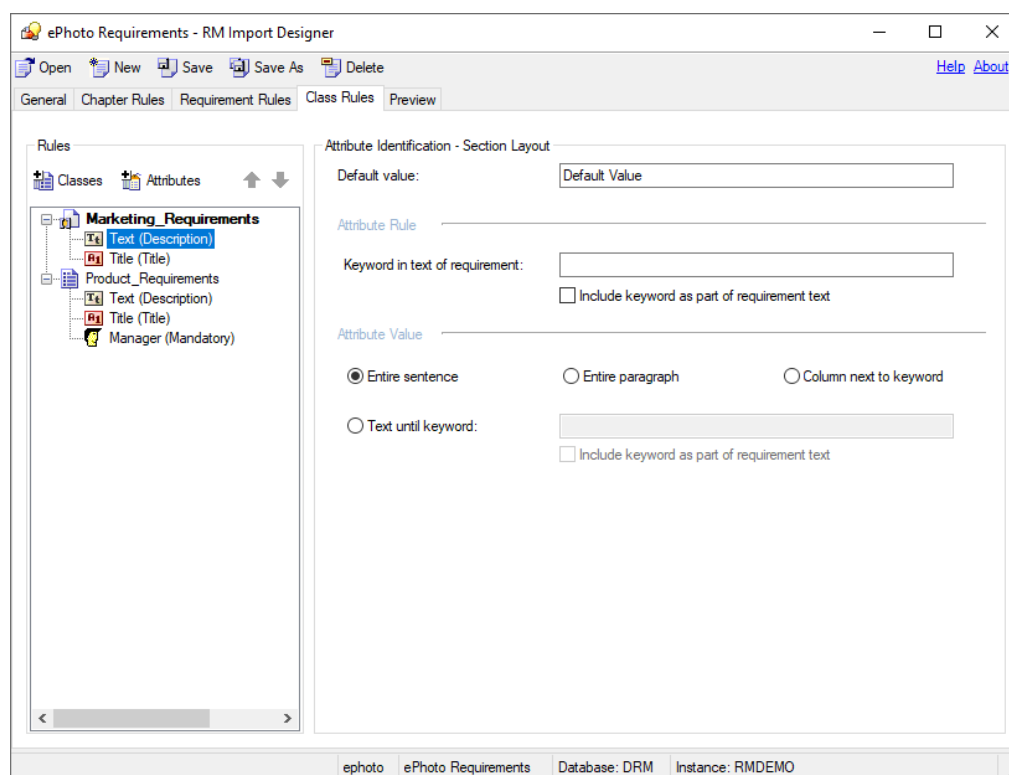 ePhoto Requirements - RM Import Designer
Open New Save Save As Delete Help About
General Chapter Rules Requirement Rules Class Rules Preview
Rules
Classes Attributes
Marketing_Requirements
Text (Description)
Title (Title)
Product_Requirements
Text (Description)
Title (Title)
Manager (Mandatory)
Attribute Identification - Section Layout
Default value: Default Value
Attribute Rule
Keyword in text of requirement:
Include keyword as part of requirement text
Attribute Value
Entire sentence Entire paragraph Column next to keyword
Text until keyword:
Include keyword as part of requirement text
ephoto ePhoto Requirements Database: DRM Instance: RMDEMO